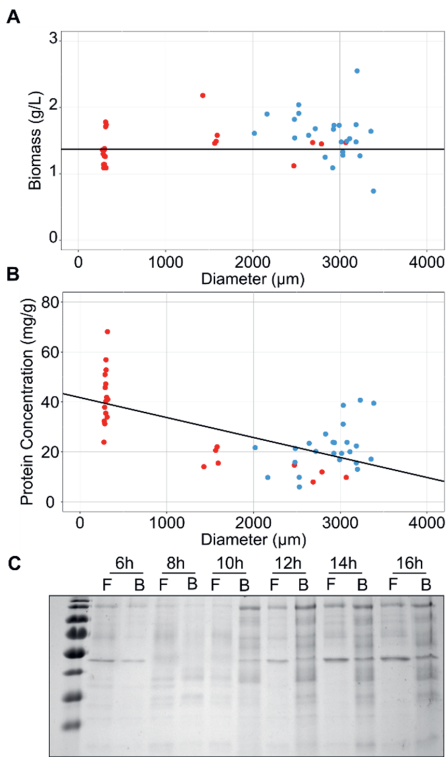 A
3
2
1
0
Biomass (g/L)
0 1000 2000 3000 4000
Diameter (µm)
B
80
60
40
20
0
Protein Concentration (mg/g)
0 1000 2000 3000 4000
Diameter (µm)
C
6h 8h 10h 12h 14h 16h
F B F B F B F B F B F B